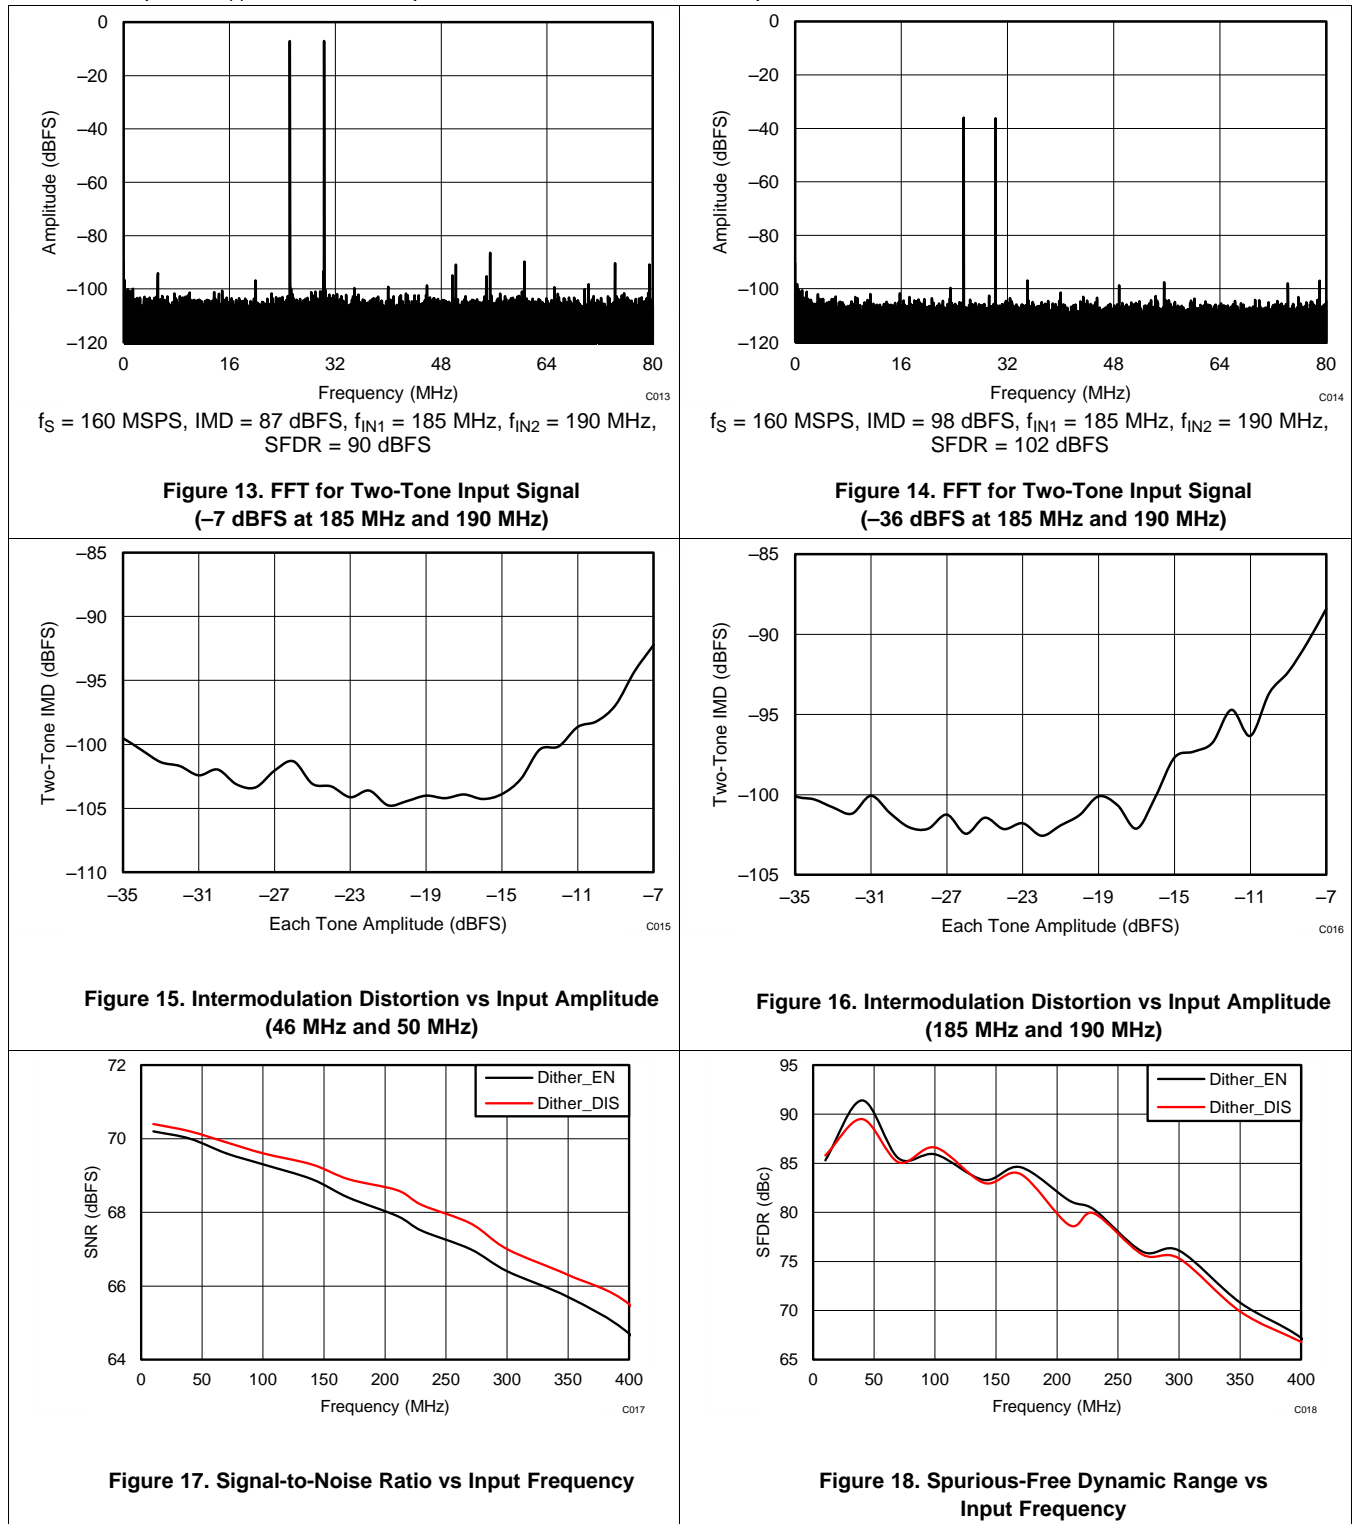 0
–20
–40
–60
–80
–100
–120
Amplitude (dBFS)
0 16 32 48 64 80
Frequency (MHz)
C013
fS = 160 MSPS, IMD = 87 dBFS, fIN1 = 185 MHz, fIN2 = 190 MHz,
SFDR = 90 dBFS
Figure 13. FFT for Two-Tone Input Signal
(–7 dBFS at 185 MHz and 190 MHz)
0
–20
–40
–60
–80
–100
–120
Amplitude (dBFS)
0 16 32 48 64 80
Frequency (MHz)
C014
fS = 160 MSPS, IMD = 98 dBFS, fIN1 = 185 MHz, fIN2 = 190 MHz,
SFDR = 102 dBFS
Figure 14. FFT for Two-Tone Input Signal
(–36 dBFS at 185 MHz and 190 MHz)
–85
–90
–95
–100
–105
–110
Two-Tone IMD (dBFS)
–35 –31 –27 –23 –19 –15 –11 –7
Each Tone Amplitude (dBFS)
C015
Figure 15. Intermodulation Distortion vs Input Amplitude
(46 MHz and 50 MHz)
–85
–90
–95
–100
–105
Two-Tone IMD (dBFS)
–35 –31 –27 –23 –19 –15 –11 –7
Each Tone Amplitude (dBFS)
C016
Figure 16. Intermodulation Distortion vs Input Amplitude
(185 MHz and 190 MHz)
72
70
68
66
64
SNR (dBFS)
Dither_EN
Dither_DIS
0 50 100 150 200 250 300 350 400
Frequency (MHz)
C017
Figure 17. Signal-to-Noise Ratio vs Input Frequency
95
90
85
80
75
70
65
SFDR (dBc)
Dither_EN
Dither_DIS
0 50 100 150 200 250 300 350 400
Frequency (MHz)
C018
Figure 18. Spurious-Free Dynamic Range vs
Input Frequency